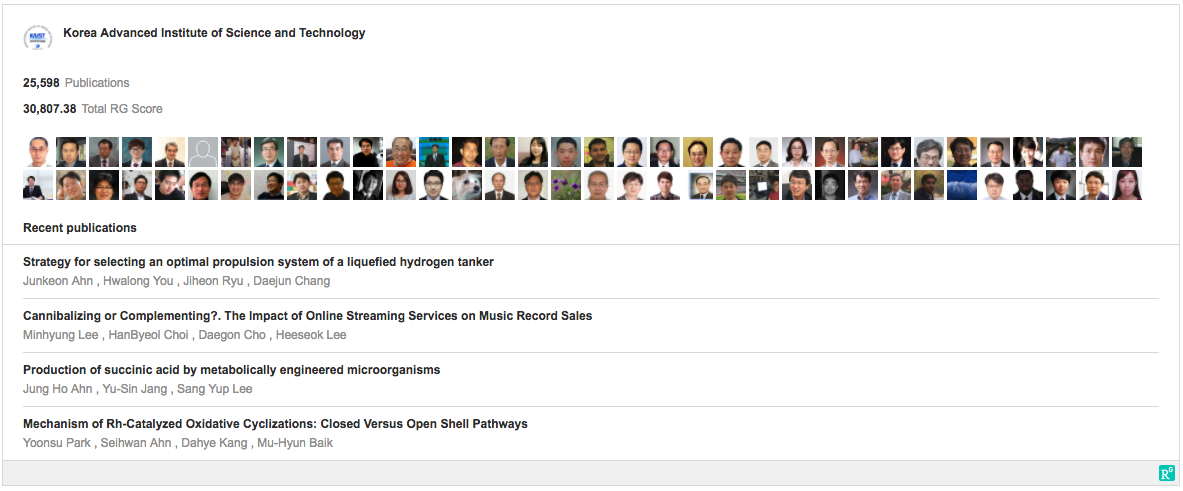 KAIST
Korea Advanced Institute of Science and Technology
25,598 Publications
30,807.38 Total RG Score
Recent publications
Strategy for selecting an optimal propulsion system of a liquefied hydrogen tanker
Junkeon Ahn , Hwalong You , Jiheon Ryu , Daejun Chang
Cannibalizing or Complementing?. The Impact of Online Streaming Services on Music Record Sales
Minhyung Lee , HanByeol Choi , Daegon Cho , Heeseok Lee
Production of succinic acid by metabolically engineered microorganisms
Jung Ho Ahn , Yu-Sin Jang , Sang Yup Lee
Mechanism of Rh-Catalyzed Oxidative Cyclizations: Closed Versus Open Shell Pathways
Yoonsu Park , Seihwan Ahn , Dahye Kang , Mu-Hyun Baik
RG